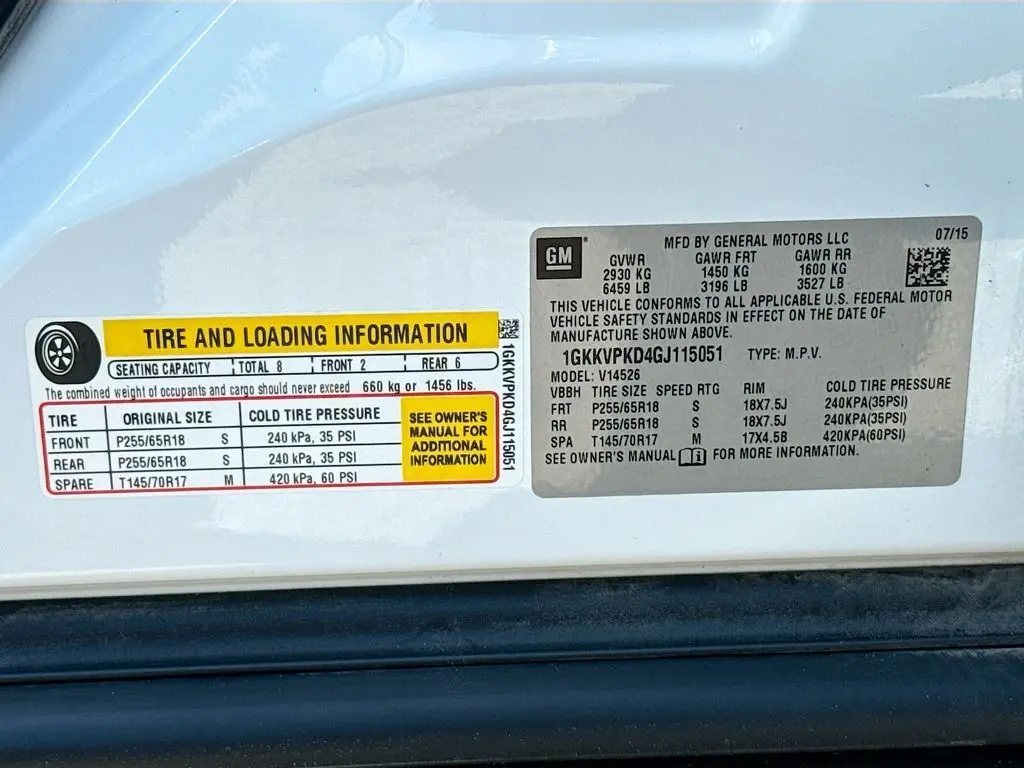 TIRE AND LOADING INFORMATION
SEATING CAPACITY TOTAL 8 FRONT 2 REAR 6
The combined weight of occupants and cargo should never exceed 660 kg or 1456 lbs.
TIRE ORIGINAL SIZE COLD TIRE PRESSURE
FRONT P255/65R18 S 240 kPa, 35 PSI
REAR P255/65R18 S 240 kPa, 35 PSI
SPARE T145/70R17 M 420 kPa, 60 PSI
SEE OWNER'S
MANUAL FOR
ADDITIONAL
INFORMATION
1GKKVPKD4GJ115051
GM
MFD BY GENERAL MOTORS LLC 07/15
GVWR GAWR FRT GAWR RR
2930 KG 1450 KG 1600 KG
6459 LB 3196 LB 3527 LB
THIS VEHICLE CONFORMS TO ALL APPLICABLE U.S. FEDERAL MOTOR
VEHICLE SAFETY STANDARDS IN EFFECT ON THE DATE OF
MANUFACTURE SHOWN ABOVE.
1GKKVPKD4GJ115051 TYPE: M.P.V.
MODEL: V14526
VBBH TIRE SIZE SPEED RTG RIM COLD TIRE PRESSURE
FRT P255/65R18 S 18X7.5J 240KPA(35PSI)
RR P255/65R18 S 18X7.5J 240KPA(35PSI)
SPA T145/70R17 M 17X4.5B 420KPA(60PSI)
SEE OWNER'S MANUAL FOR MORE INFORMATION.